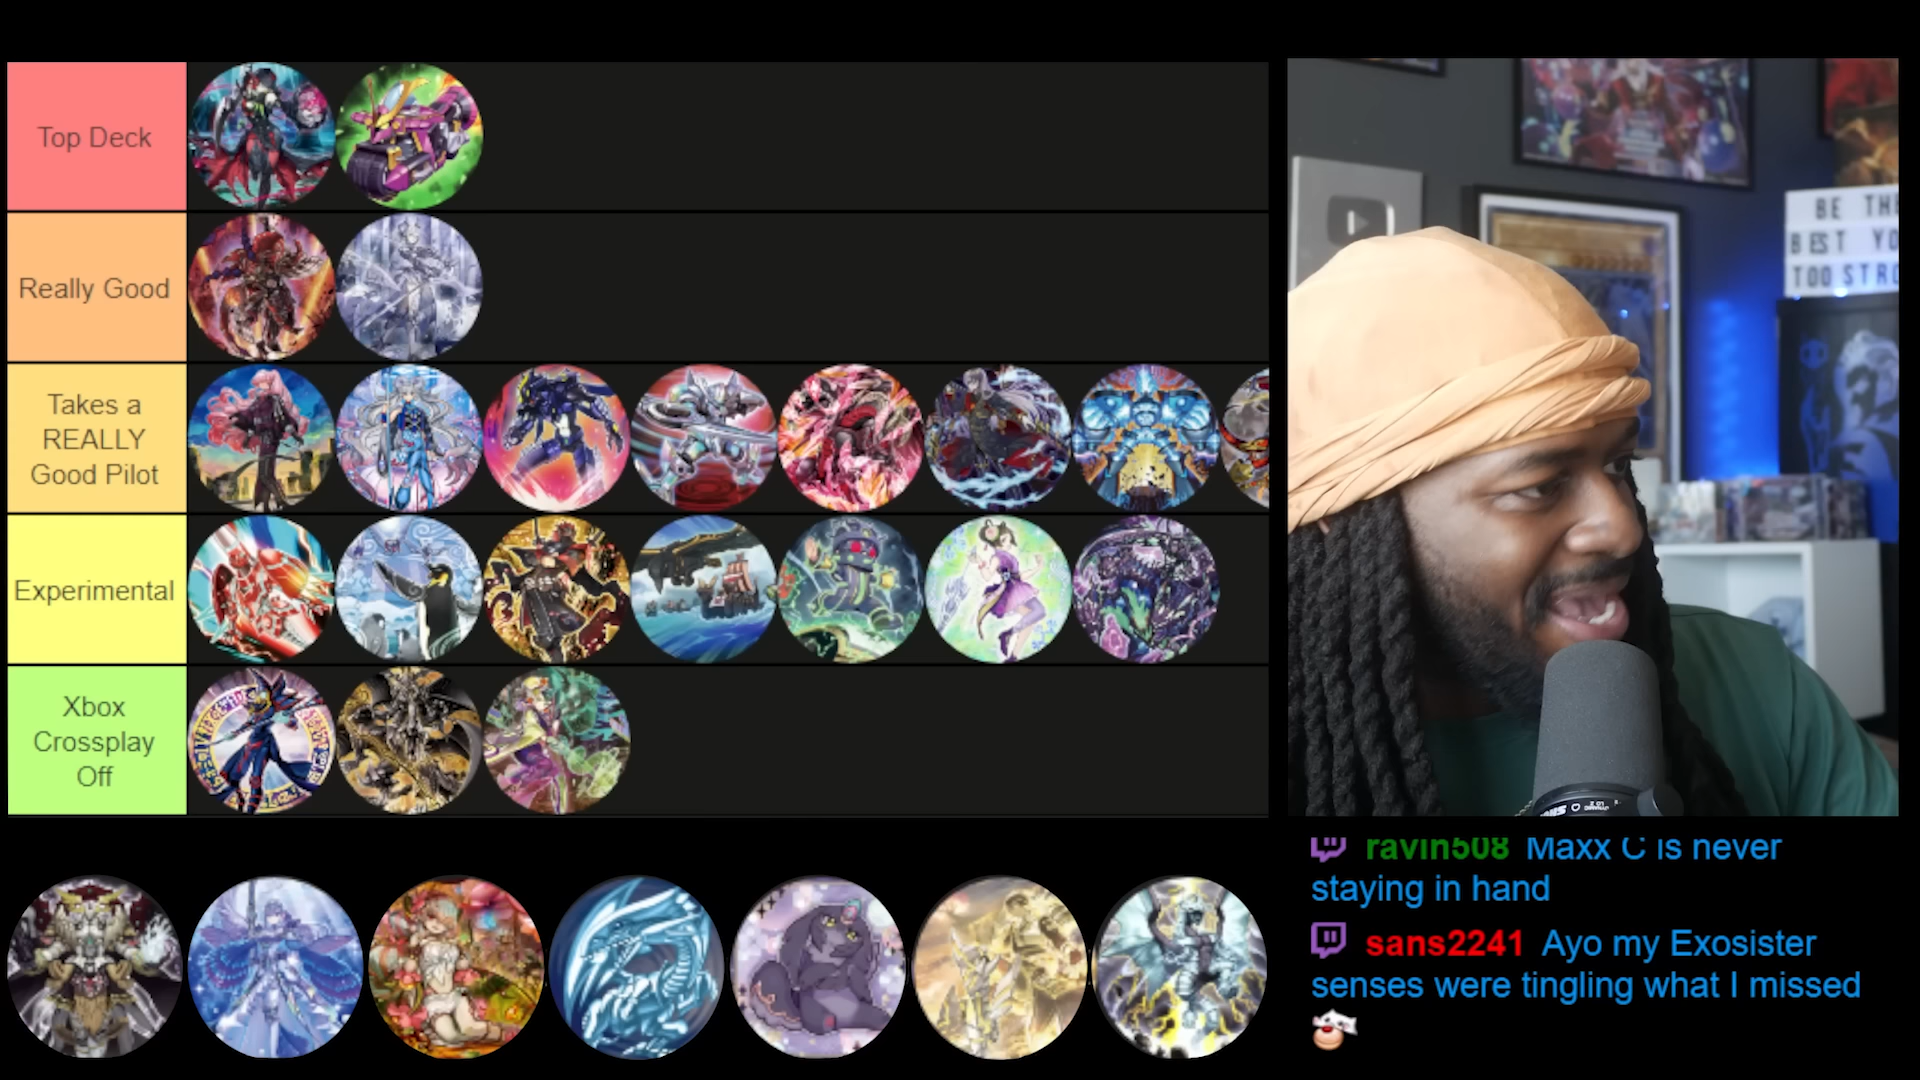 Top Deck
Really Good
Takes a
REALLY
Good Pilot
Experimental
Xbox
Crossplay
Off
BE THE
BEST YO
TOO STRO
ravin508 Maxx C is never
staying in hand
sans2241 Ayo my Exosister
senses were tingling what I missed